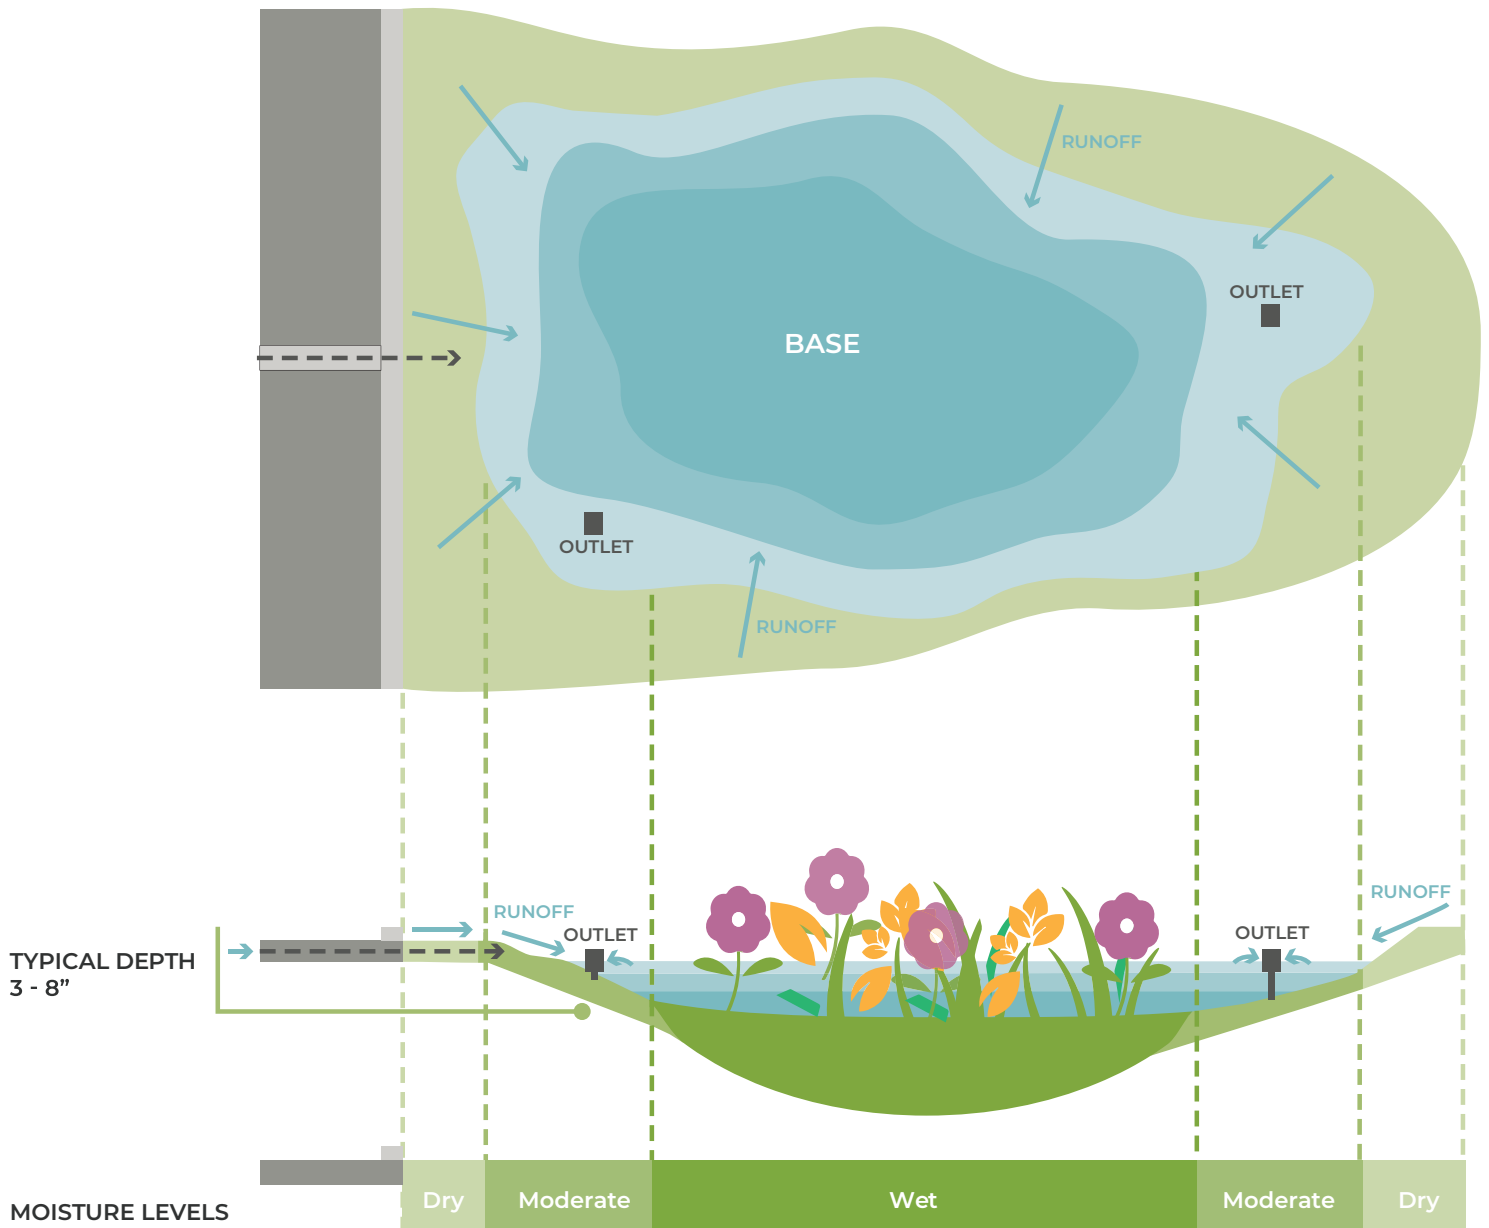 RUNOFF
OUTLET
BASE
OUTLET
RUNOFF
RUNOFF
RUNOFF
OUTLET
OUTLET
TYPICAL DEPTH
3 - 8”
MOISTURE LEVELS
Dry
Moderate
Wet
Moderate
Dry